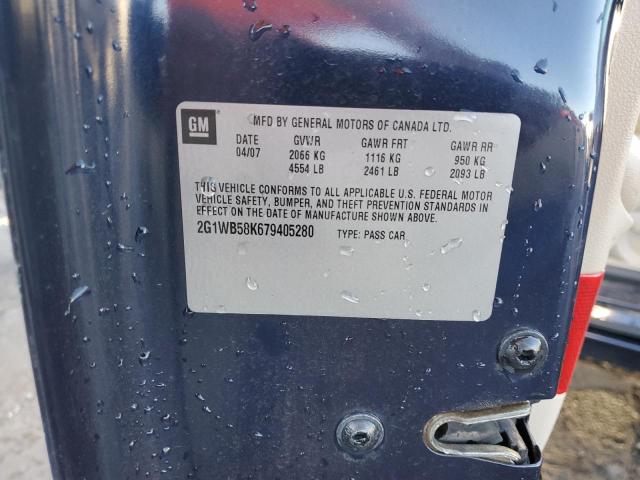 GM
MFD BY GENERAL MOTORS OF CANADA LTD.
DATE GVWR GAWR FRT GAWR RR
04/07 2066 KG 1116 KG 950 KG
4554 LB 2461 LB 2093 LB
THIS VEHICLE CONFORMS TO ALL APPLICABLE U.S. FEDERAL MOTOR
VEHICLE SAFETY, BUMPER, AND THEFT PREVENTION STANDARDS IN
EFFECT ON THE DATE OF MANUFACTURE SHOWN ABOVE.
2G1WB58K679405280 TYPE: PASS CAR